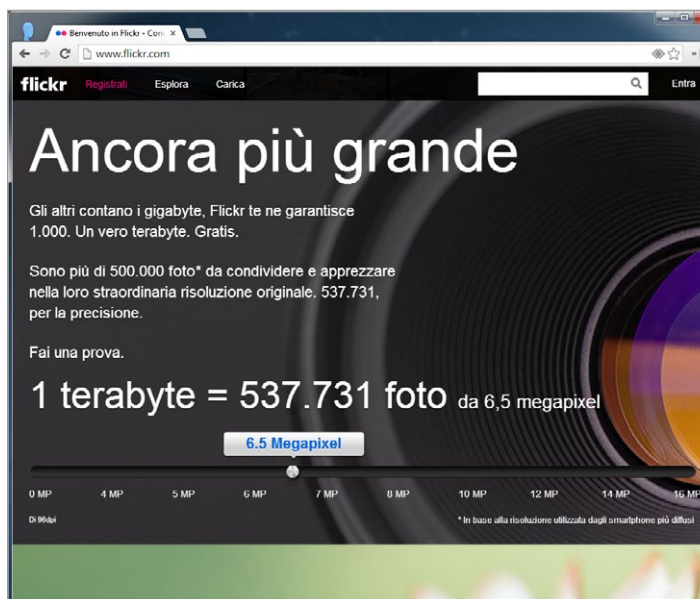 Benvenuto in Flickr - Con
www.flickr.com
flickr Registrati Esplora Carica Entra
Ancora più grande
Gli altri contano i gigabyte, Flickr te ne garantisce
1.000. Un vero terabyte. Gratis.
Sono più di 500.000 foto* da condividere e apprezzare
nella loro straordinaria risoluzione originale. 537.731,
per la precisione.
Fai una prova.
1 terabyte = 537.731 foto da 6,5 megapixel
6.5 Megapixel
0 MP 4 MP 5 MP 6 MP 7 MP 8 MP 10 MP 12 MP 14 MP 16 MP
Di 96dpi * In base alla risoluzione utilizzata dagli smartphone più diffusi